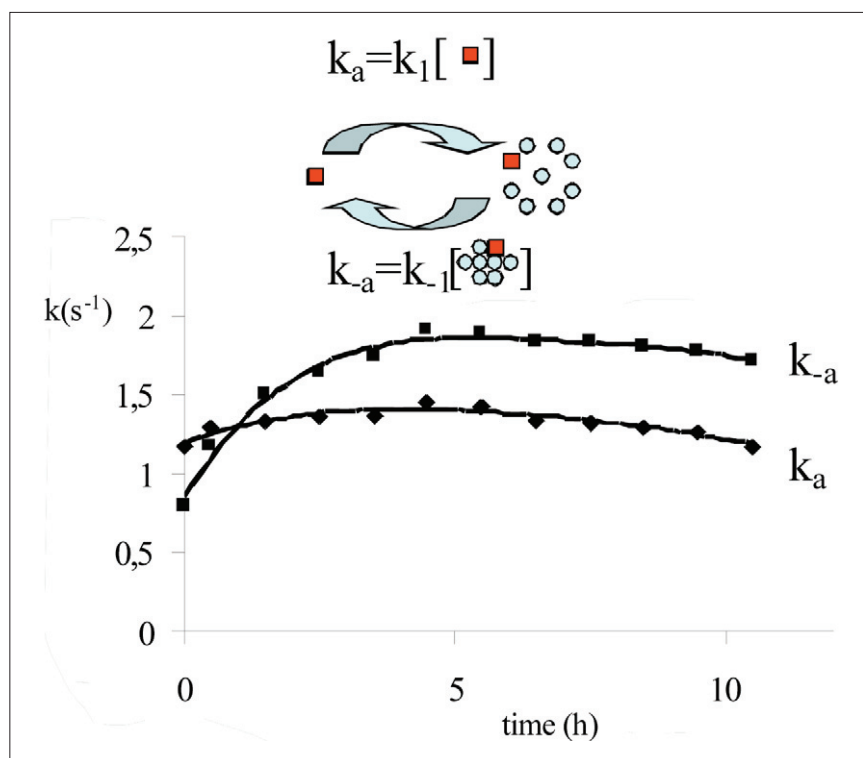 kₐ=k₁[ ]
k₋ₐ=k₋₁[ ]
2,5
k(s⁻¹)
2
1,5
1
0,5
0
k₋ₐ
kₐ
0 5 10
time (h)